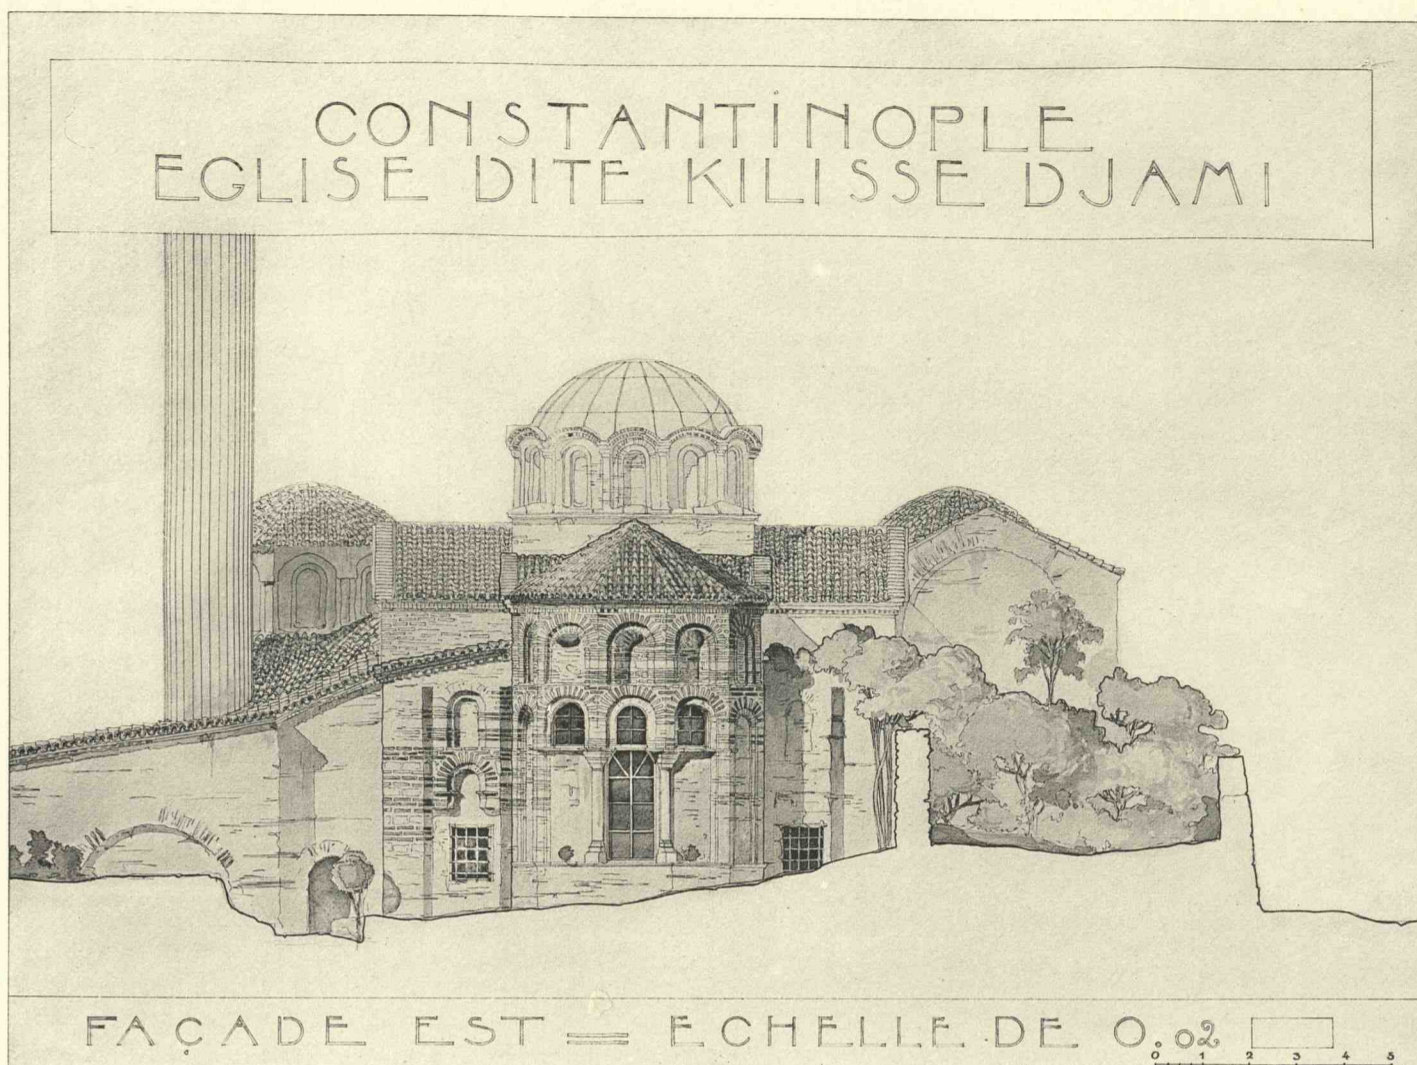 CONSTANTINOPLE
EGLISE DITE KILISSE DJAMI
FAÇADE EST = ECHELLE DE 0.02
0 1 2 3 4 5